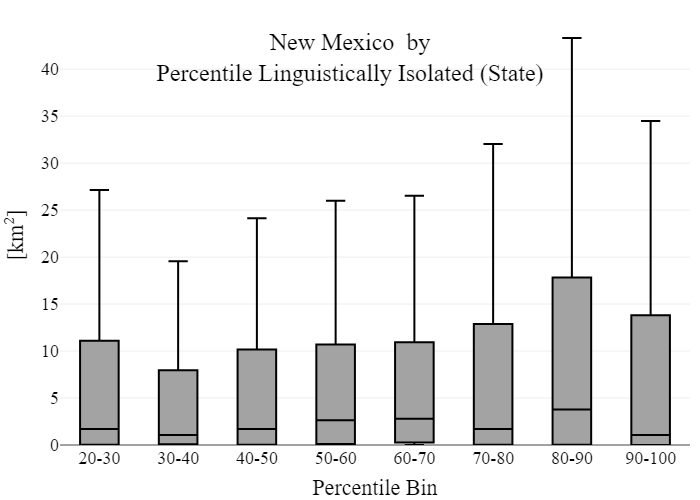 New Mexico  by
Percentile Linguistically Isolated (State)
40
35
30
25
20
15
10
5
0
[km²]
20-30 30-40 40-50 50-60 60-70 70-80 80-90 90-100
Percentile Bin